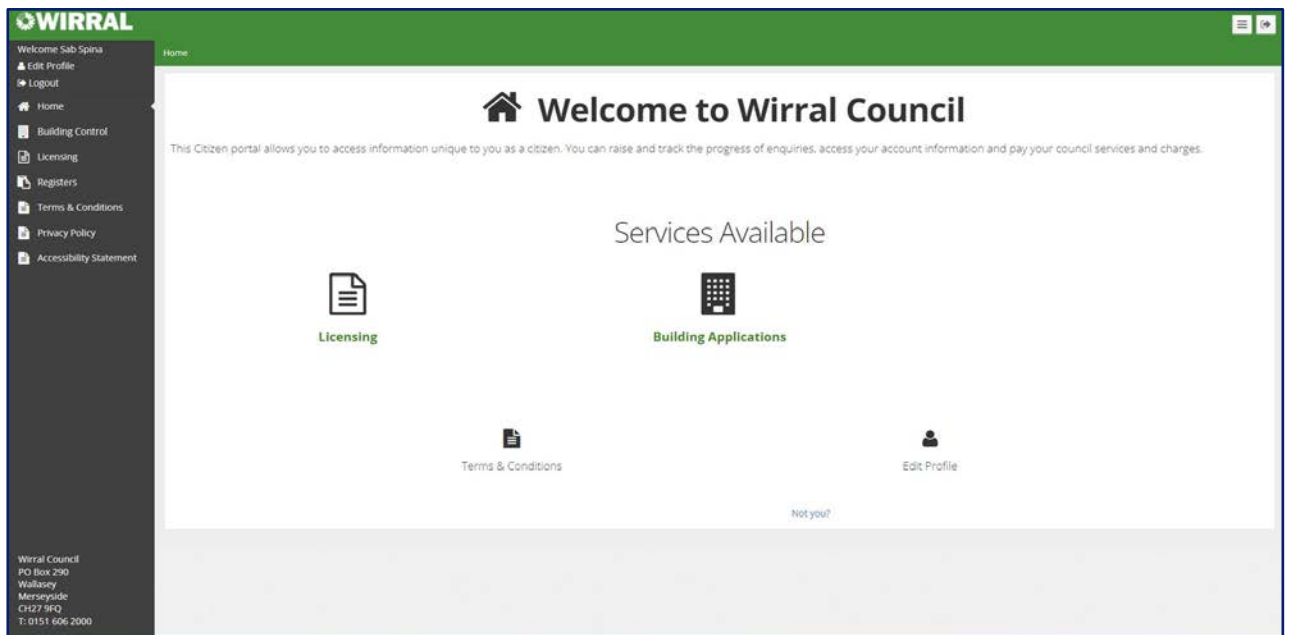 WIRRAL
Welcome Sab Spina
Edit Profile
Logout
Home
Building Control
Licensing
Registers
Terms & Conditions
Privacy Policy
Accessibility Statement
Wirral Council
PO Box 290
Wallasey
Merseyside
CH27 9FQ
T: 0151 606 2000
Home
Welcome to Wirral Council
This Citizen portal allows you to access information unique to you as a citizen. You can raise and track the progress of enquiries, access your account information and pay your council services and charges.
Services Available
Licensing
Building Applications
Terms & Conditions
Edit Profile
Not you?